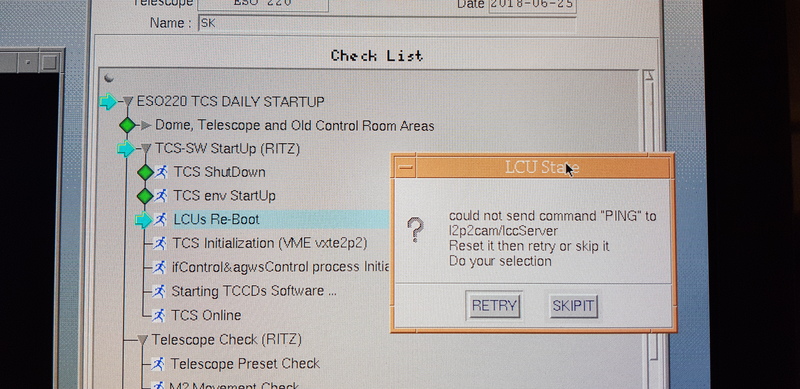 Telescope ESO 220 Date 2018-06-25
Name : SK
Check List
ESO220 TCS DAILY STARTUP
Dome, Telescope and Old Control Room Areas
TCS-SW StartUp (RITZ)
TCS ShutDown
TCS env StartUp
LCUs Re-Boot
TCS Initialization (VME vxte2p2)
ifControl&agwsControl process Initia
Starting TCCDs Software ...
TCS Online
Telescope Check (RITZ)
Telescope Preset Check
M2 Movement Check
LCU State
could not send command "PING" to
l2p2cam/lccServer
Reset it then retry or skip it
Do your selection
RETRY SKIPIT